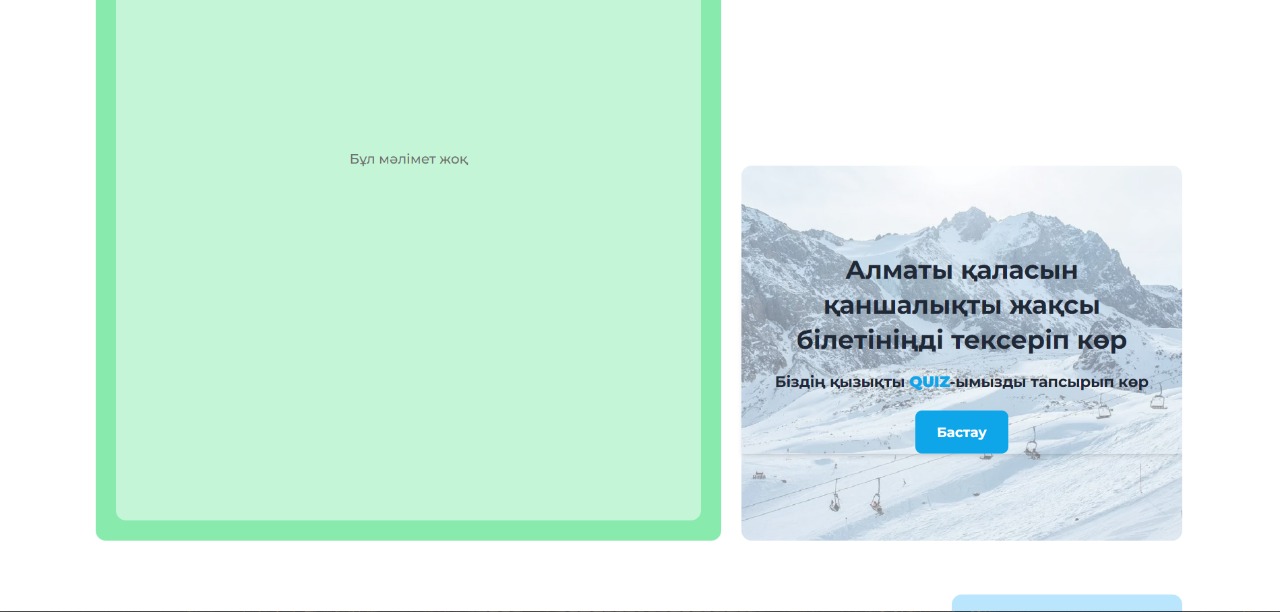 Бұл мәлімет жоқ
Алматы қаласын
қаншалықты жақсы
білетініңді тексеріп көр
Біздің қызықты QUIZ-ымызды тапсырып көр
Бастау